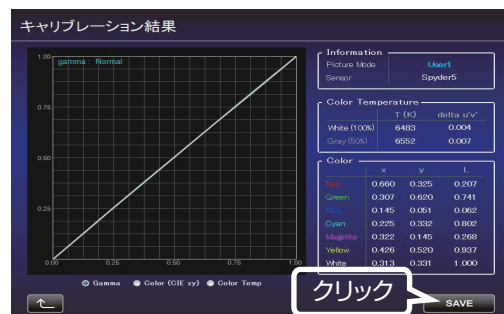 キャリブレーション結果
gamma : Normal
1.00
0.75
0.50
0.25
0.00 0.25 0.50 0.75 1.00
Gamma Color (CIE xy) Color Temp
Information
Picture Mode User1
Sensor Spyder5
Color Temperature
T (K) delta u'v'
White (100%) 6483 0.004
Gray (50%) 6552 0.007
Color
x y L
Red 0.660 0.325 0.207
Green 0.307 0.620 0.741
Blue 0.145 0.051 0.062
Cyan 0.225 0.332 0.802
Magenta 0.322 0.145 0.268
Yellow 0.426 0.520 0.937
White 0.313 0.331 1.000
クリック
SAVE